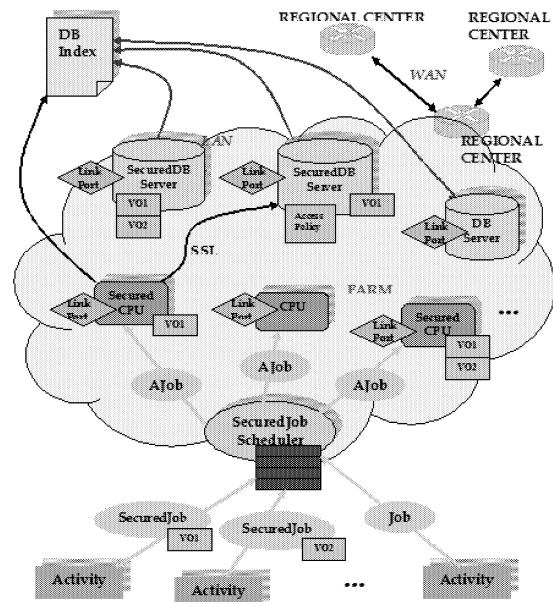 DB
Index
REGIONAL CENTER
REGIONAL
CENTER
WAN
REGIONAL
CENTER
LAN
Link
Port
SecuredDB
Server
VO1
VO2
Link
Port
SecuredDB
Server
VO1
Access
Policy
Link
Port
DB
Server
SSL
Link
Port
Secured
CPU
VO1
Link
Port
CPU
FARM
Link
Port
Secured
CPU
VO1
VO2
...
AJob
AJob
AJob
SecuredJob
Scheduler
SecuredJob
VO1
SecuredJob
VO2
Job
Activity
Activity
...
Activity